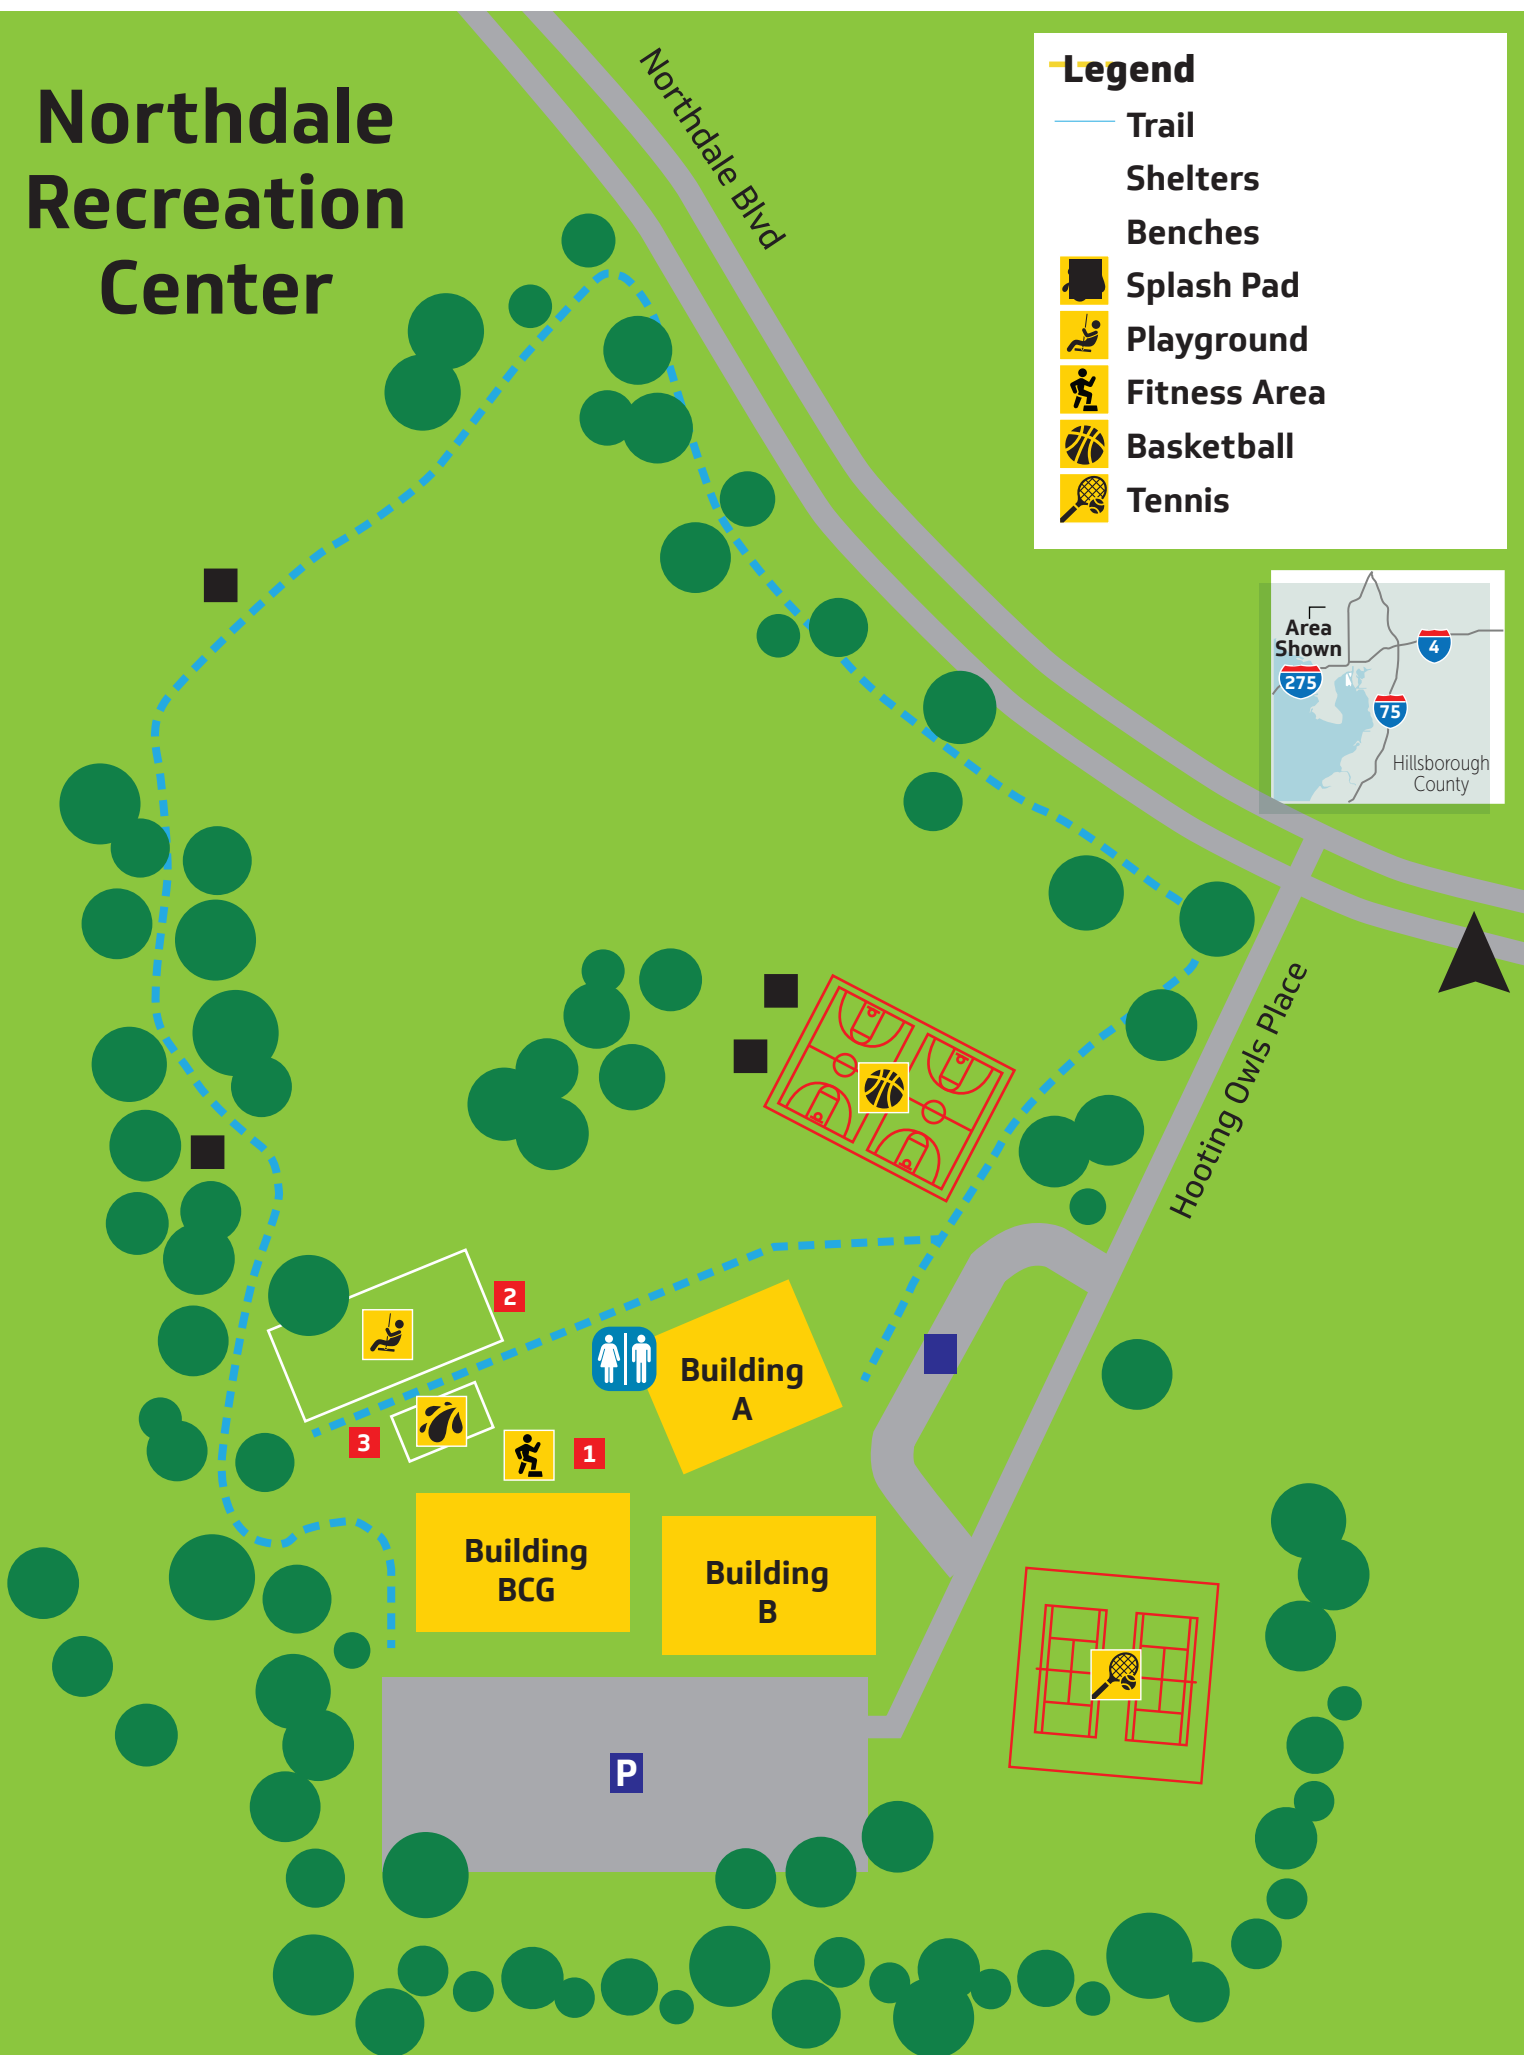 Northdale
Recreation
Center
Northdale Blvd
Legend
Trail
Shelters
Benches
Splash Pad
Playground
Fitness Area
Basketball
Tennis
Area
Shown
4
275
75
Hillsborough
County
Hooting Owls Place
2
Building
A
3
1
Building
BCG
Building
B
P